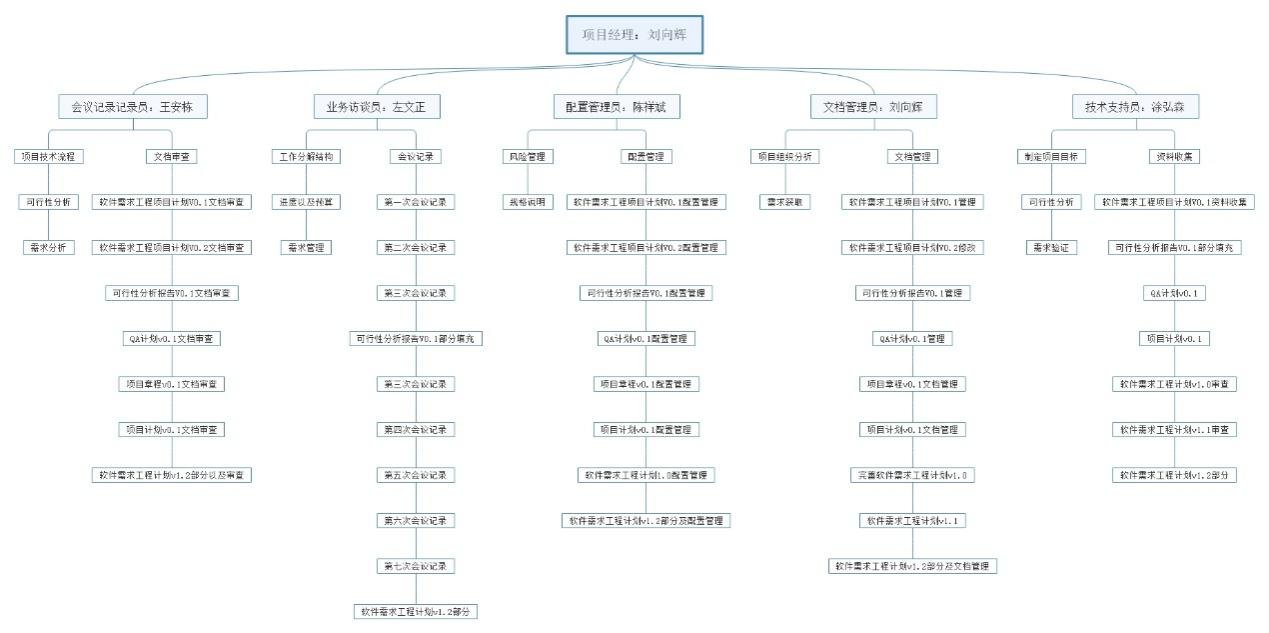 项目经理：刘向辉
会议记录记录员：王安栋
业务访谈员：左文正
配置管理员：陈祥斌
文档管理员：刘向辉
技术支持员：涂弘森
项目技术流程
文档审查
工作分解结构
会议记录
风险管理
配置管理
项目组织分析
文档管理
制定项目目标
资料收集
可行性分析
软件需求工程项目计划V0.1文档审查
进度以及预算
第一次会议记录
规格说明
软件需求工程项目计划V0.1配置管理
需求获取
软件需求工程项目计划V0.1管理
可行性分析
软件需求工程项目计划V0.1资料收集
需求分析
软件需求工程项目计划V0.2文档审查
需求管理
第二次会议记录
软件需求工程项目计划V0.2配置管理
软件需求工程项目计划V0.2修改
需求验证
可行性分析报告V0.1部分填充
可行性分析报告V0.1文档审查
第三次会议记录
可行性分析报告V0.1配置管理
可行性分析报告V0.1管理
QA计划v0.1
QA计划v0.1文档审查
可行性分析报告V0.1部分填充
QA计划v0.1配置管理
QA计划v0.1管理
项目计划v0.1
项目章程v0.1文档审查
第三次会议记录
项目章程v0.1配置管理
项目章程v0.1文档管理
软件需求工程计划v1.0审查
项目计划v0.1文档审查
第四次会议记录
项目计划v0.1配置管理
项目计划v0.1文档管理
软件需求工程计划v1.1审查
软件需求工程计划v1.2部分以及审查
第五次会议记录
软件需求工程计划1.0配置管理
完善软件需求工程计划v1.0
软件需求工程计划v1.2部分
第六次会议记录
软件需求工程计划v1.2部分及配置管理
软件需求工程计划v1.1
第七次会议记录
软件需求工程计划v1.2部分及文档管理
软件需求工程计划v1.2部分